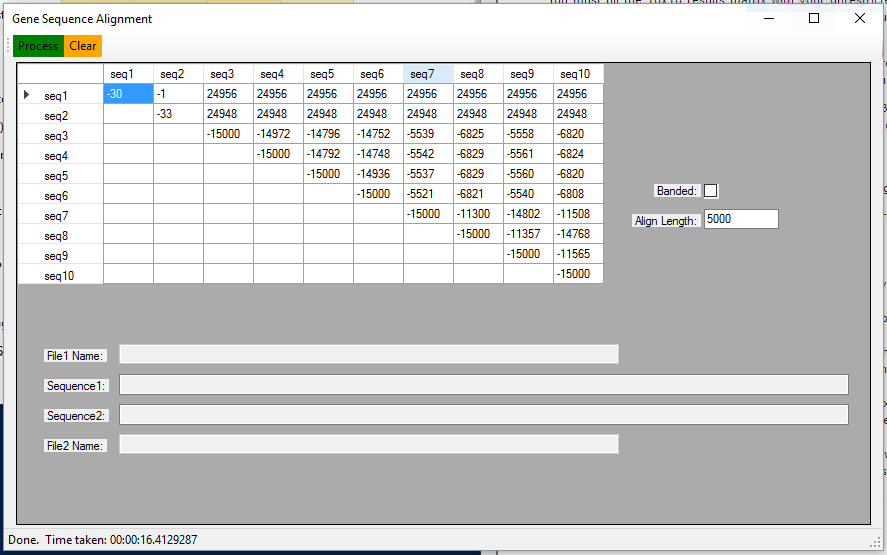 Gene Sequence Alignment
Process Clear
seq1 seq2 seq3 seq4 seq5 seq6 seq7 seq8 seq9 seq10
seq1 -30 -1 24956 24956 24956 24956 24956 24956 24956 24956
seq2 -33 24948 24948 24948 24948 24948 24948 24948 24948
seq3 -15000 -14972 -14796 -14752 -5539 -6825 -5558 -6820
seq4 -15000 -14792 -14748 -5542 -6829 -5561 -6824
seq5 -15000 -14936 -5537 -6829 -5560 -6820
seq6 -15000 -5521 -6821 -5540 -6808
seq7 -15000 -11300 -14802 -11508
seq8 -15000 -11357 -14768
seq9 -15000 -11565
seq10 -15000
Banded:
Align Length: 5000
File1 Name:
Sequence1:
Sequence2:
File2 Name:
Done. Time taken: 00:00:16.4129287